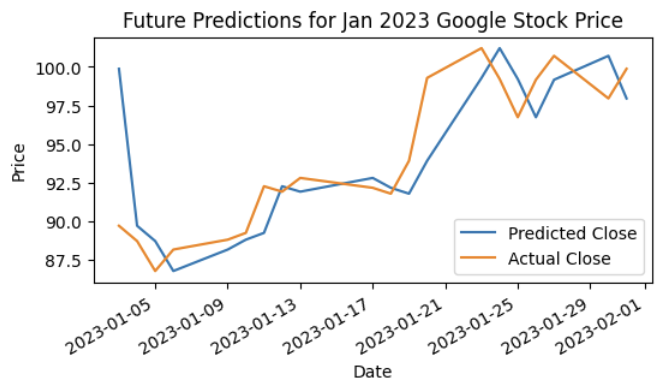 Future Predictions for Jan 2023 Google Stock Price
Price
100.0
97.5
95.0
92.5
90.0
87.5
Predicted Close
Actual Close
2023-01-05
2023-01-09
2023-01-13
2023-01-17
2023-01-21
2023-01-25
2023-01-29
2023-02-01
Date